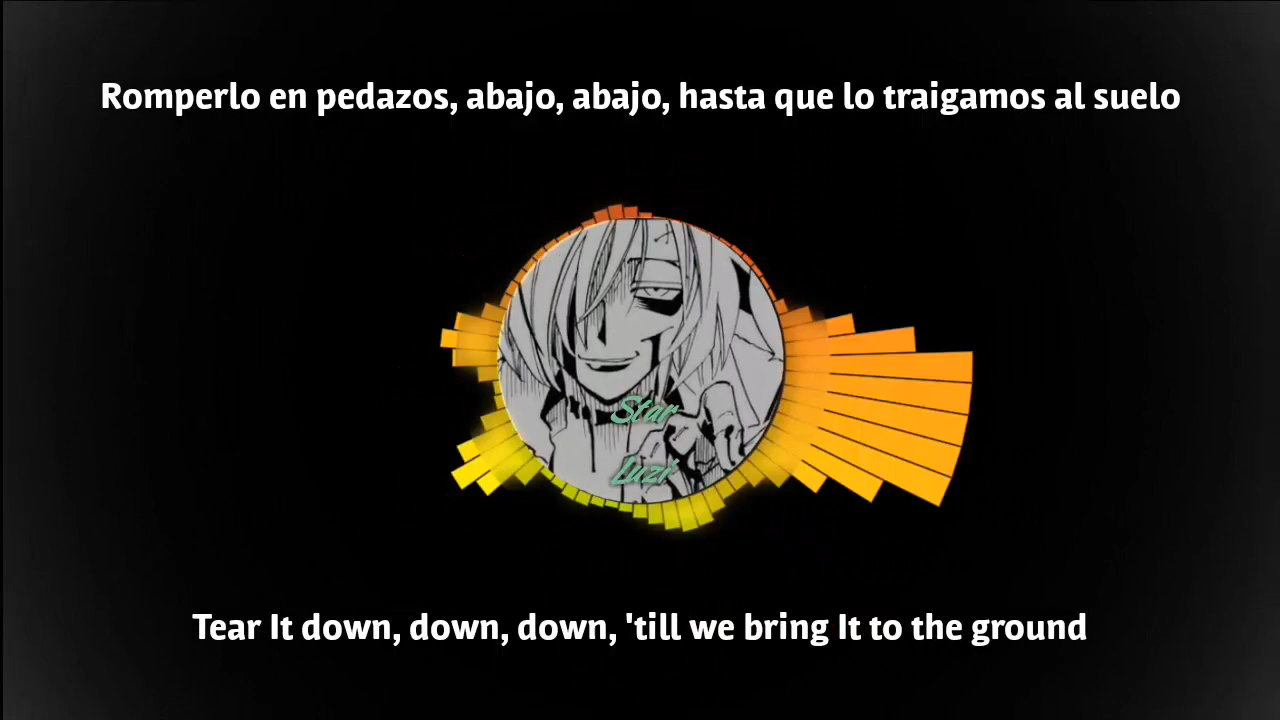 Romperlo en pedazos, abajo, abajo, hasta que lo traigamos al suelo
Star
Luzi
Tear It down, down, down, 'till we bring It to the ground